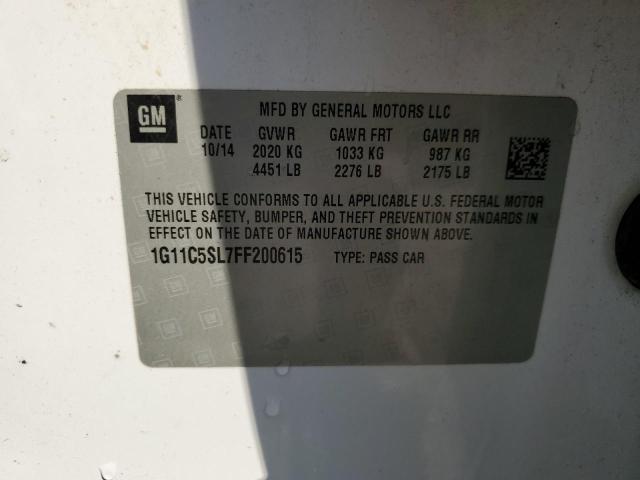 GM ® MFD BY GENERAL MOTORS LLC
DATE GVWR GAWR FRT GAWR RR
10/14 2020 KG 1033 KG 987 KG
4451 LB 2276 LB 2175 LB
THIS VEHICLE CONFORMS TO ALL APPLICABLE U.S. FEDERAL MOTOR
VEHICLE SAFETY, BUMPER, AND THEFT PREVENTION STANDARDS IN
EFFECT ON THE DATE OF MANUFACTURE SHOWN ABOVE.
1G11C5SL7FF200615 TYPE: PASS CAR